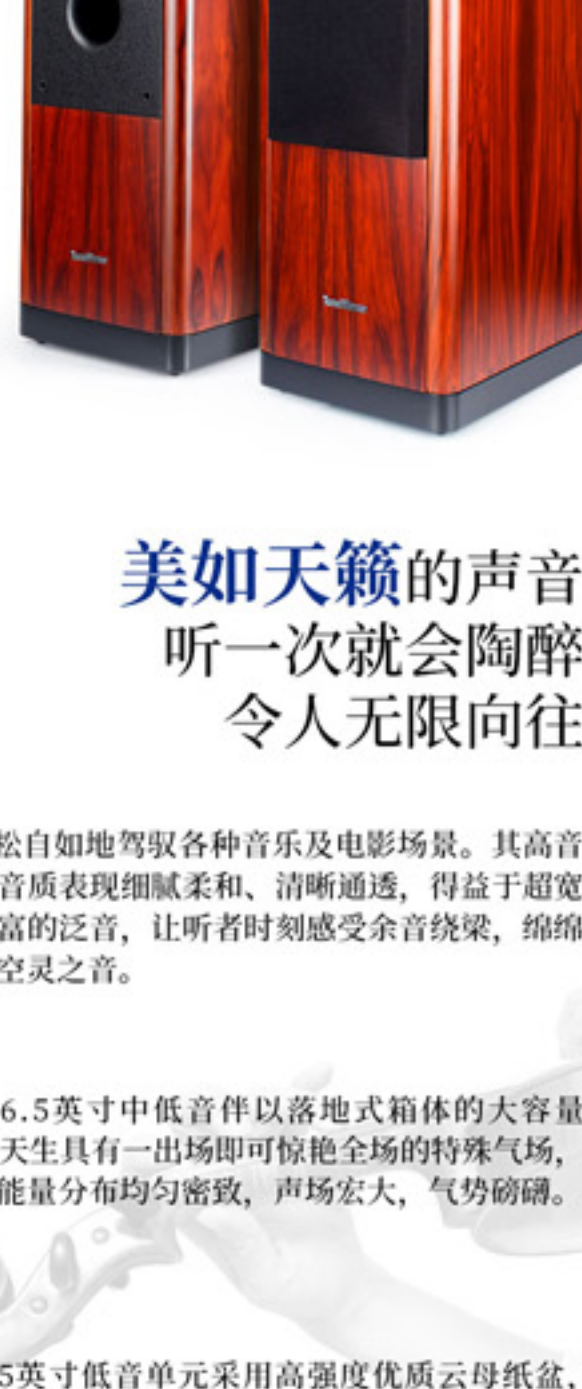 美如天籁的声音
听一次就会陶醉
令人无限向往
松自如地驾驭各种音乐及电影场景。其高音
音质表现细腻柔和、清晰通透，得益于超宽
富的泛音，让听者时刻感受余音绕梁，绵绵
空灵之音。
6.5英寸中低音伴以落地式箱体的大容量
天生具有一出场即可惊艳全场的特殊气场，
能量分布均匀密致，声场宏大，气势磅礴。
5英寸低音单元采用高强度优质云母纸盆，